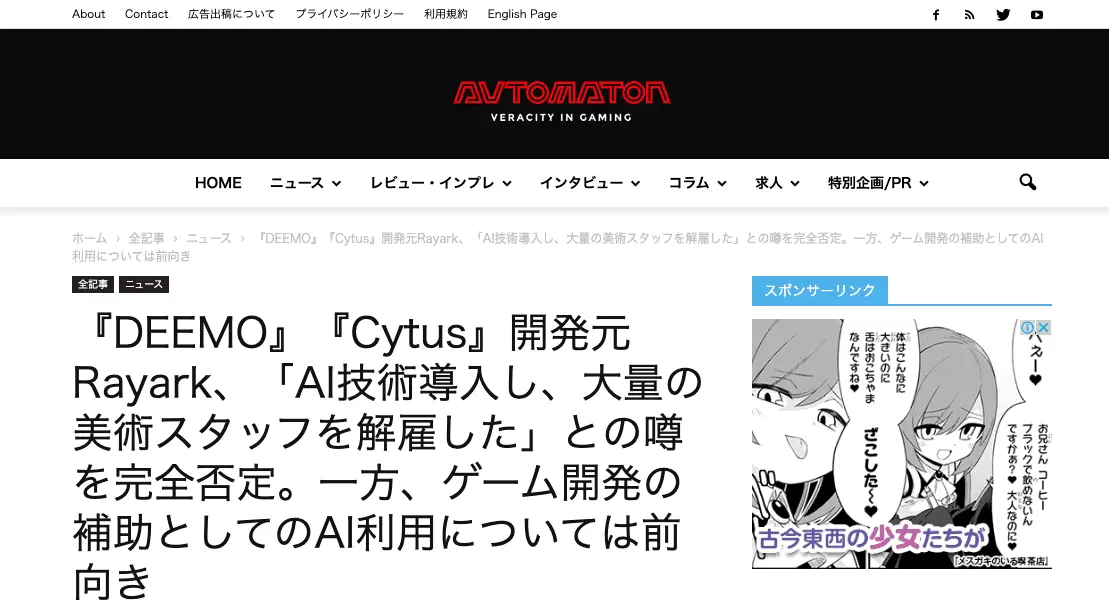 About Contact 広告出稿について プライバシーポリシー 利用規約 English Page
AUTOMATON
VERACITY IN GAMING
HOME ニュース レビュー・インプレ インタビュー コラム 求人 特別企画/PR
ホーム › 全記事 › ニュース › 『DEEMO』『Cytus』開発元Rayark、「AI技術導入し、大量の美術スタッフを解雇した」との噂を完全否定。一方、ゲーム開発の補助としてのAI
利用については前向き
全記事 ニュース
『DEEMO』『Cytus』開発元
Rayark、「AI技術導入し、大量の
美術スタッフを解雇した」との噂
を完全否定。一方、ゲーム開発の
補助としてのAI利用については前
向き
スポンサーリンク
へぇー♥
体はこんなに
大きいのに
舌はおこちゃま
なんですね♥
ざこした〜♥
お兄さん コーヒー
ブラックで飲めないん
ですかぁ?♥ 大人なのに♥
古今東西の少女たちが
『メスガキのいる喫茶店』